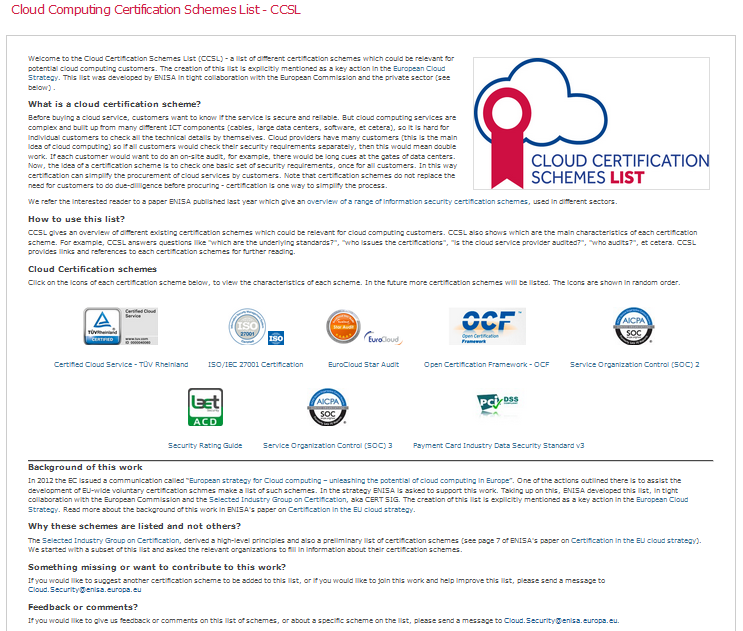 Cloud Computing Certification Schemes List - CCSL
Welcome to the Cloud Certification Schemes List (CCSL) - a list of different certification schemes which could be relevant for
potential cloud computing customers. The creation of this list is explicitly mentioned as a key action in the European Cloud
Strategy. This list was developed by ENISA in tight collaboration with the European Commission and the private sector (see
below) .
CLOUD CERTIFICATION
SCHEMES LIST
What is a cloud certification scheme?
Before buying a cloud service, customers want to know if the service is secure and reliable. But cloud computing services are
complex and built up from many different ICT components (cables, large data centers, software, et cetera), so it is hard for
individual customers to check all the technical details by themselves. Cloud providers have many customers (this is the main
idea of cloud computing) so if all customers would check their security requirements separately, then this would mean double
work. If each customer would want to do an on-site audit, for example, there would be long cues at the gates of data centers.
Now, the idea of a certification scheme is to check one basic set of security requirements, once for all customers. In this way
certification can simplify the procurement of cloud services by customers. Note that certification schemes do not replace the
need for customers to do due-dilligence before procuring - certification is one way to simplify the process.
We refer the interested reader to a paper ENISA published last year which give an overview of a range of information security certification schemes, used in different sectors.
How to use this list?
CCSL gives an overview of different existing certification schemes which could be relevant for cloud computing customers. CCSL also shows which are the main characteristics of each certification
scheme. For example, CCSL answers questions like "which are the underlying standards?", "who issues the certifications", "is the cloud service provider audited?", "who audits?", et cetera. CCSL
provides links and references to each certification schemes for further reading.
Cloud Certification schemes
Click on the icons of each certification scheme below, to view the characteristics of each scheme. In the future more certification schemes will be listed. The icons are shown in random order.
TÜVRheinland
CERTIFIED
Certified Cloud
Service
www.tuv.com
ISO
27001
ISO
Star Audit
EuroCloud
OCF
Open Certification
Framework
AICPA
SOC
Certified Cloud Service - TÜV Rheinland
ISO/IEC 27001 Certification
EuroCloud Star Audit
Open Certification Framework - OCF
Service Organization Control (SOC) 2
leet
ACD
AICPA
SOC
PCI DSS
Security Rating Guide
Service Organization Control (SOC) 3
Payment Card Industry Data Security Standard v3
Background of this work
In 2012 the EC issued a communication called "European strategy for Cloud computing – unleashing the potential of cloud computing in Europe". One of the actions outlined there is to assist the
development of EU-wide voluntary certification schmes make a list of such schemes. In the strategy ENISA is asked to support this work. Taking up on this, ENISA developed this list, in tight
collaboration with the European Commission and the Selected Industry Group on Certification, aka CERT SIG. The creation of this list is explicitly mentioned as a key action in the European Cloud
Strategy. Read more about the background of this work in ENISA's paper on Certification in the EU cloud strategy.
Why these schemes are listed and not others?
The Selected Industry Group on Certification, derived a high-level principles and also a preliminary list of certification schemes (see page 7 of ENISA's paper on Certification in the EU cloud strategy).
We started with a subset of this list and asked the relevant organizations to fill in information about their certification schemes.
Something missing or want to contribute to this work?
If you would like to suggest another certification scheme to be added to this list, or if you would like to join this work and help improve this list, please send a message to
Cloud.Security@enisa.europa.eu
Feedback or comments?
If you would like to give us feedback or comments on this list of schemes, or about a specific scheme on the list, please send a message to Cloud.Security@enisa.europa.eu.